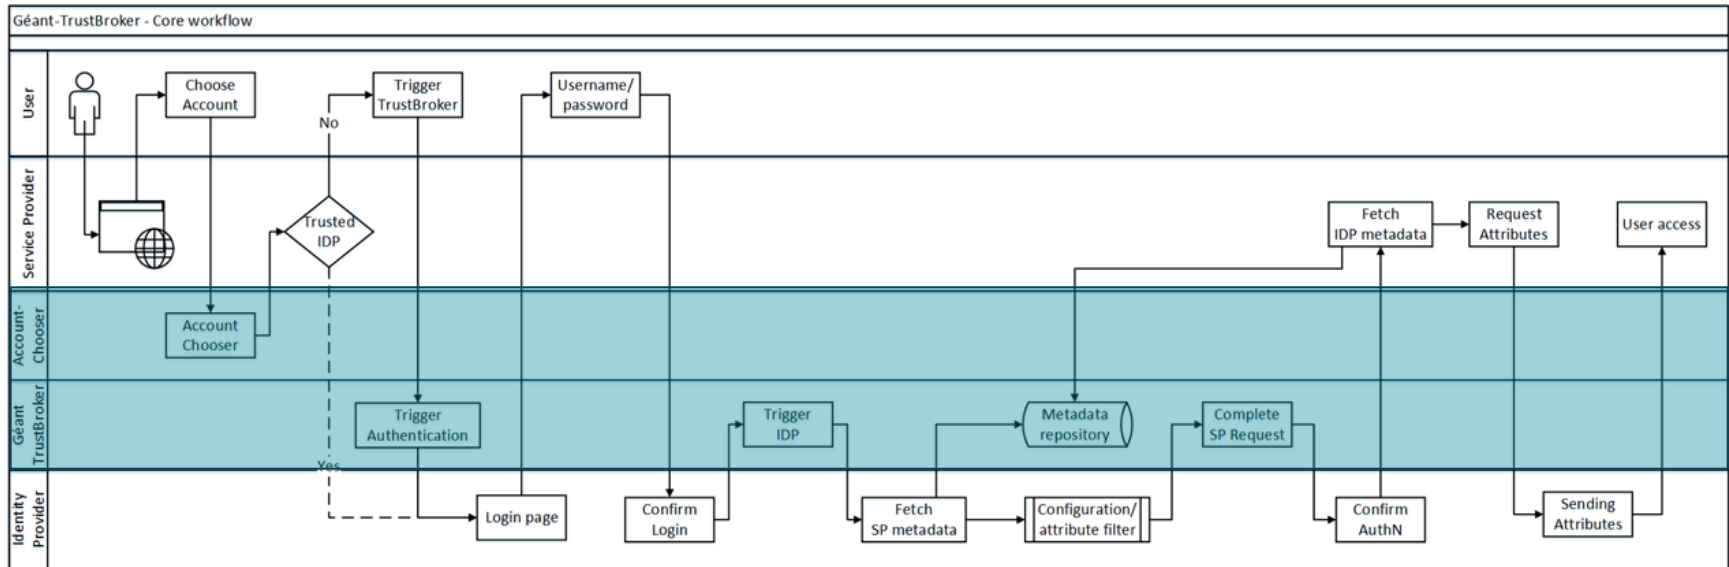 Géant-TrustBroker - Core workflow
User
Choose
Account
Trigger
TrustBroker
Username/
password
No
Service Provider
Trusted
IDP
Fetch
IDP metadata
Request
Attributes
User access
Account-
Chooser
Account
Chooser
Géant
TrustBroker
Trigger
Authentication
Trigger
IDP
Metadata
repository
Complete
SP Request
Yes
Identity
Provider
Login page
Confirm
Login
Fetch
SP metadata
Configuration/
attribute filter
Confirm
AuthN
Sending
Attributes